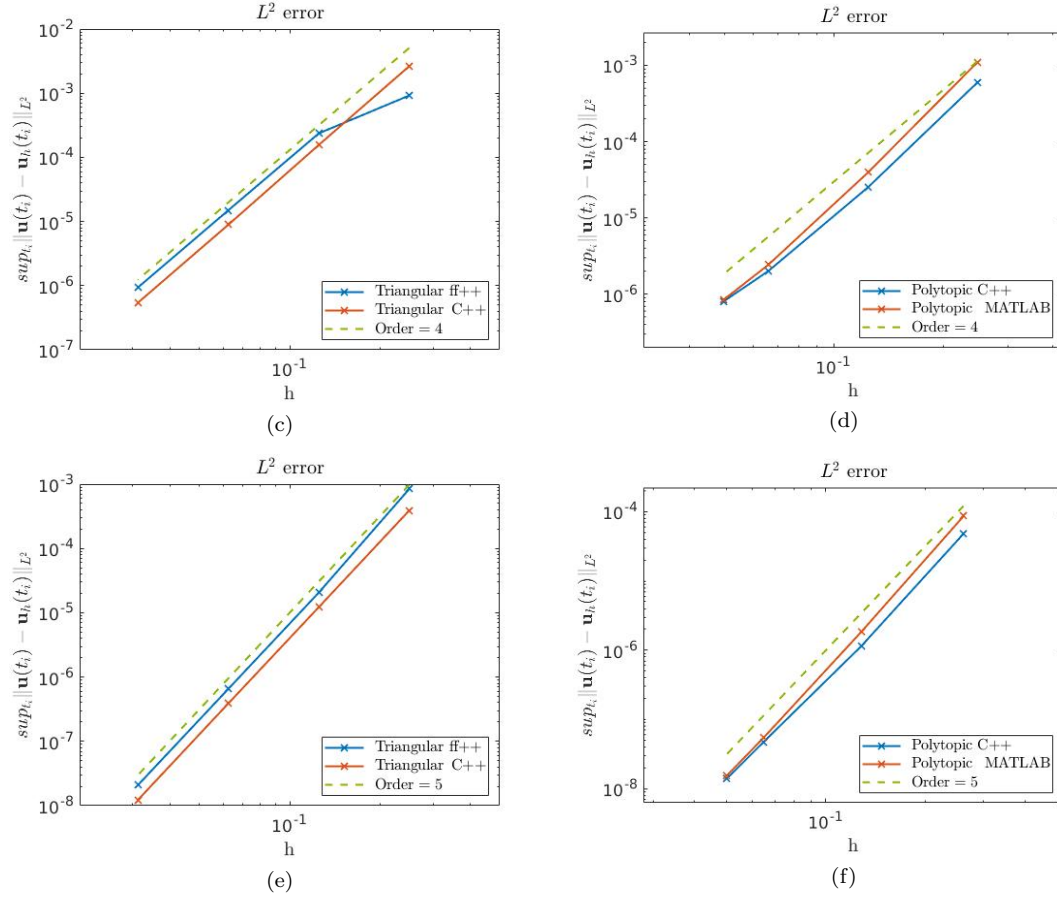 L² error
10⁻²
10⁻³
10⁻⁴
10⁻⁵
10⁻⁶
10⁻⁷
sup_{t_i}||𝐮(t_i) − 𝐮_h(t_i)||_{L²}
Triangular ff++
Triangular C++
Order = 4
10⁻¹
h
(c)
L² error
10⁻³
10⁻⁴
10⁻⁵
10⁻⁶
sup_{t_i}||𝐮(t_i) − 𝐮_h(t_i)||_{L²}
Polytopic C++
Polytopic MATLAB
Order = 4
10⁻¹
h
(d)
L² error
10⁻³
10⁻⁴
10⁻⁵
10⁻⁶
10⁻⁷
10⁻⁸
sup_{t_i}||𝐮(t_i) − 𝐮_h(t_i)||_{L²}
Triangular ff++
Triangular C++
Order = 5
10⁻¹
h
(e)
L² error
10⁻⁴
10⁻⁶
10⁻⁸
sup_{t_i}||𝐮(t_i) − 𝐮_h(t_i)||_{L²}
Polytopic C++
Polytopic MATLAB
Order = 5
10⁻¹
h
(f)